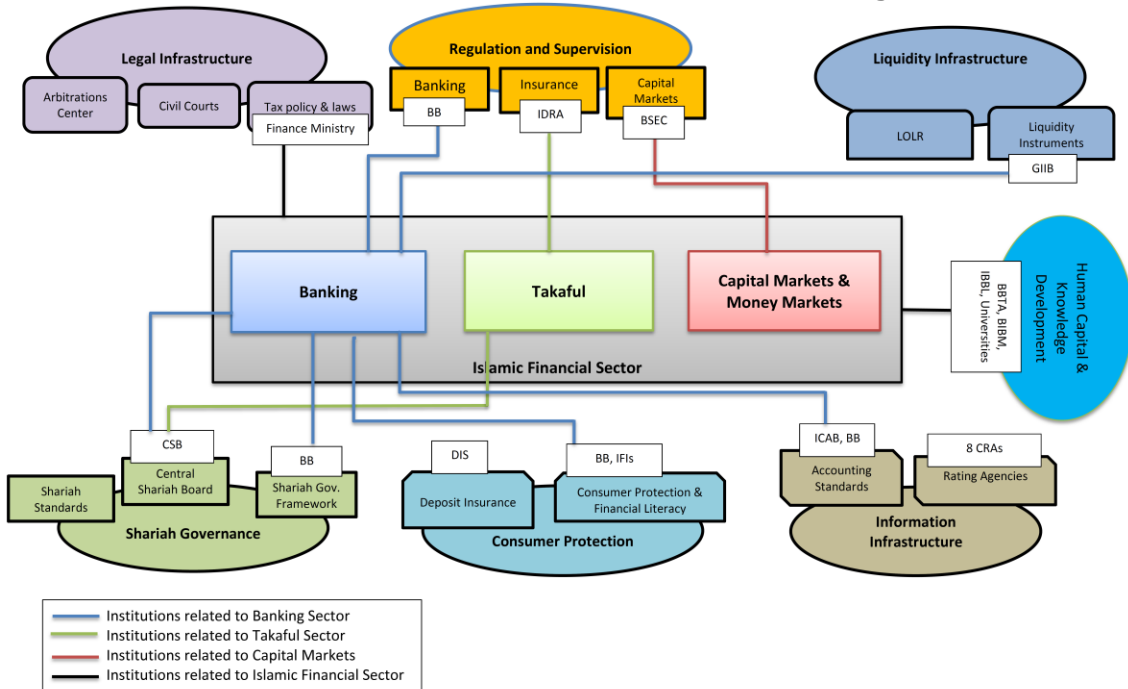 Legal Infrastructure
Arbitrations
Center
Civil Courts
Tax policy & laws
Finance Ministry
Regulation and Supervision
Banking
BB
Insurance
IDRA
Capital
Markets
BSEC
Liquidity Infrastructure
LOLR
Liquidity
Instruments
GIIB
Banking
Takaful
Capital Markets &
Money Markets
Islamic Financial Sector
BBTA, BIBM,
IBBL, Universities
Human Capital &
Knowledge
Development
CSB
Central
Shariah Board
BB
Shariah Gov.
Framework
Shariah
Standards
Shariah Governance
DIS
Deposit Insurance
BB, IFIs
Consumer Protection &
Financial Literacy
Consumer Protection
ICAB, BB
Accounting
Standards
8 CRAs
Rating Agencies
Information
Infrastructure
Institutions related to Banking Sector
Institutions related to Takaful Sector
Institutions related to Capital Markets
Institutions related to Islamic Financial Sector